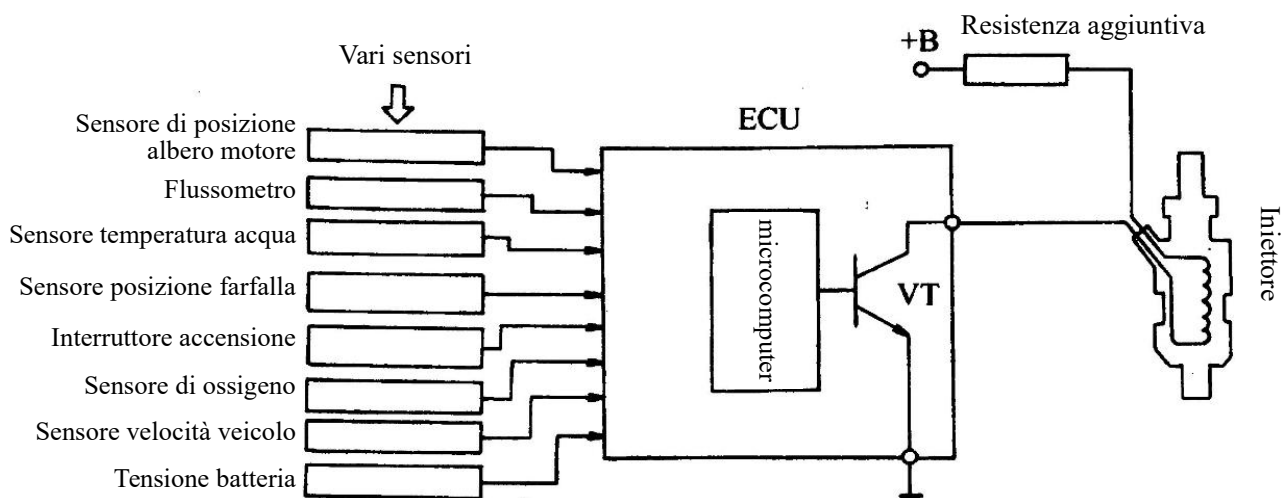 Vari sensori
Sensore di posizione
albero motore
Flussometro
Sensore temperatura acqua
Sensore posizione farfalla
Interruttore accensione
Sensore di ossigeno
Sensore velocità veicolo
Tensione batteria
ECU
microcomputer
VT
+B
Resistenza aggiuntiva
Iniettore